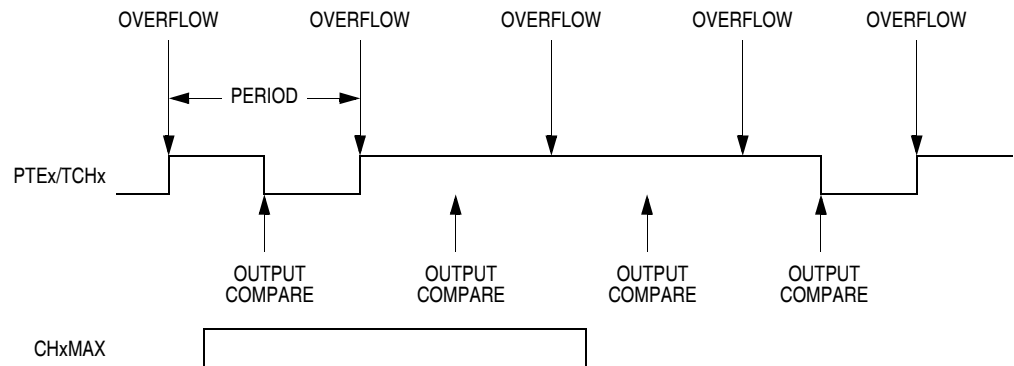 OVERFLOW OVERFLOW OVERFLOW OVERFLOW OVERFLOW
PERIOD
PTEx/TCHx
OUTPUT COMPARE
OUTPUT COMPARE
OUTPUT COMPARE
OUTPUT COMPARE
CHxMAX